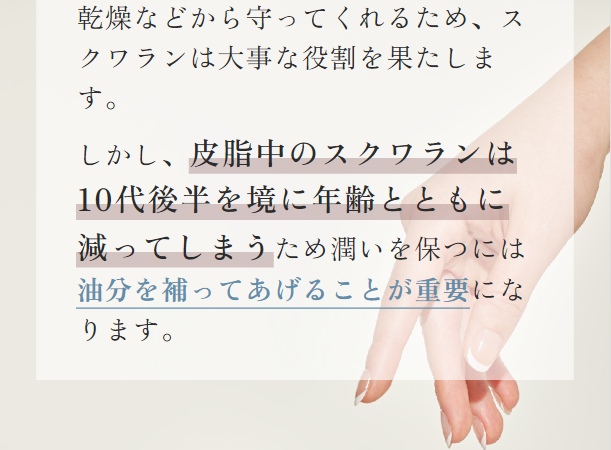 乾燥などから守ってくれるため、ス
クワランは大事な役割を果たしま
す。
しかし、皮脂中のスクワランは
10代後半を境に年齢とともに
減ってしまうため潤いを保つには
油分を補ってあげることが重要にな
ります。